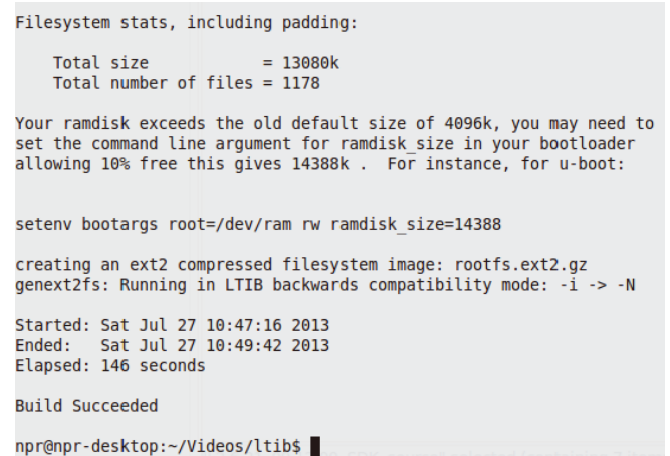 Filesystem stats, including padding:
Total size = 13080k
Total number of files = 1178
Your ramdisk exceeds the old default size of 4096k, you may need to
set the command line argument for ramdisk_size in your bootloader
allowing 10% free this gives 14388k . For instance, for u-boot:
setenv bootargs root=/dev/ram rw ramdisk_size=14388
creating an ext2 compressed filesystem image: rootfs.ext2.gz
genext2fs: Running in LTIB backwards compatibility mode: -i -> -N
Started: Sat Jul 27 10:47:16 2013
Ended: Sat Jul 27 10:49:42 2013
Elapsed: 146 seconds
Build Succeeded
npr@npr-desktop:~/Videos/ltib$